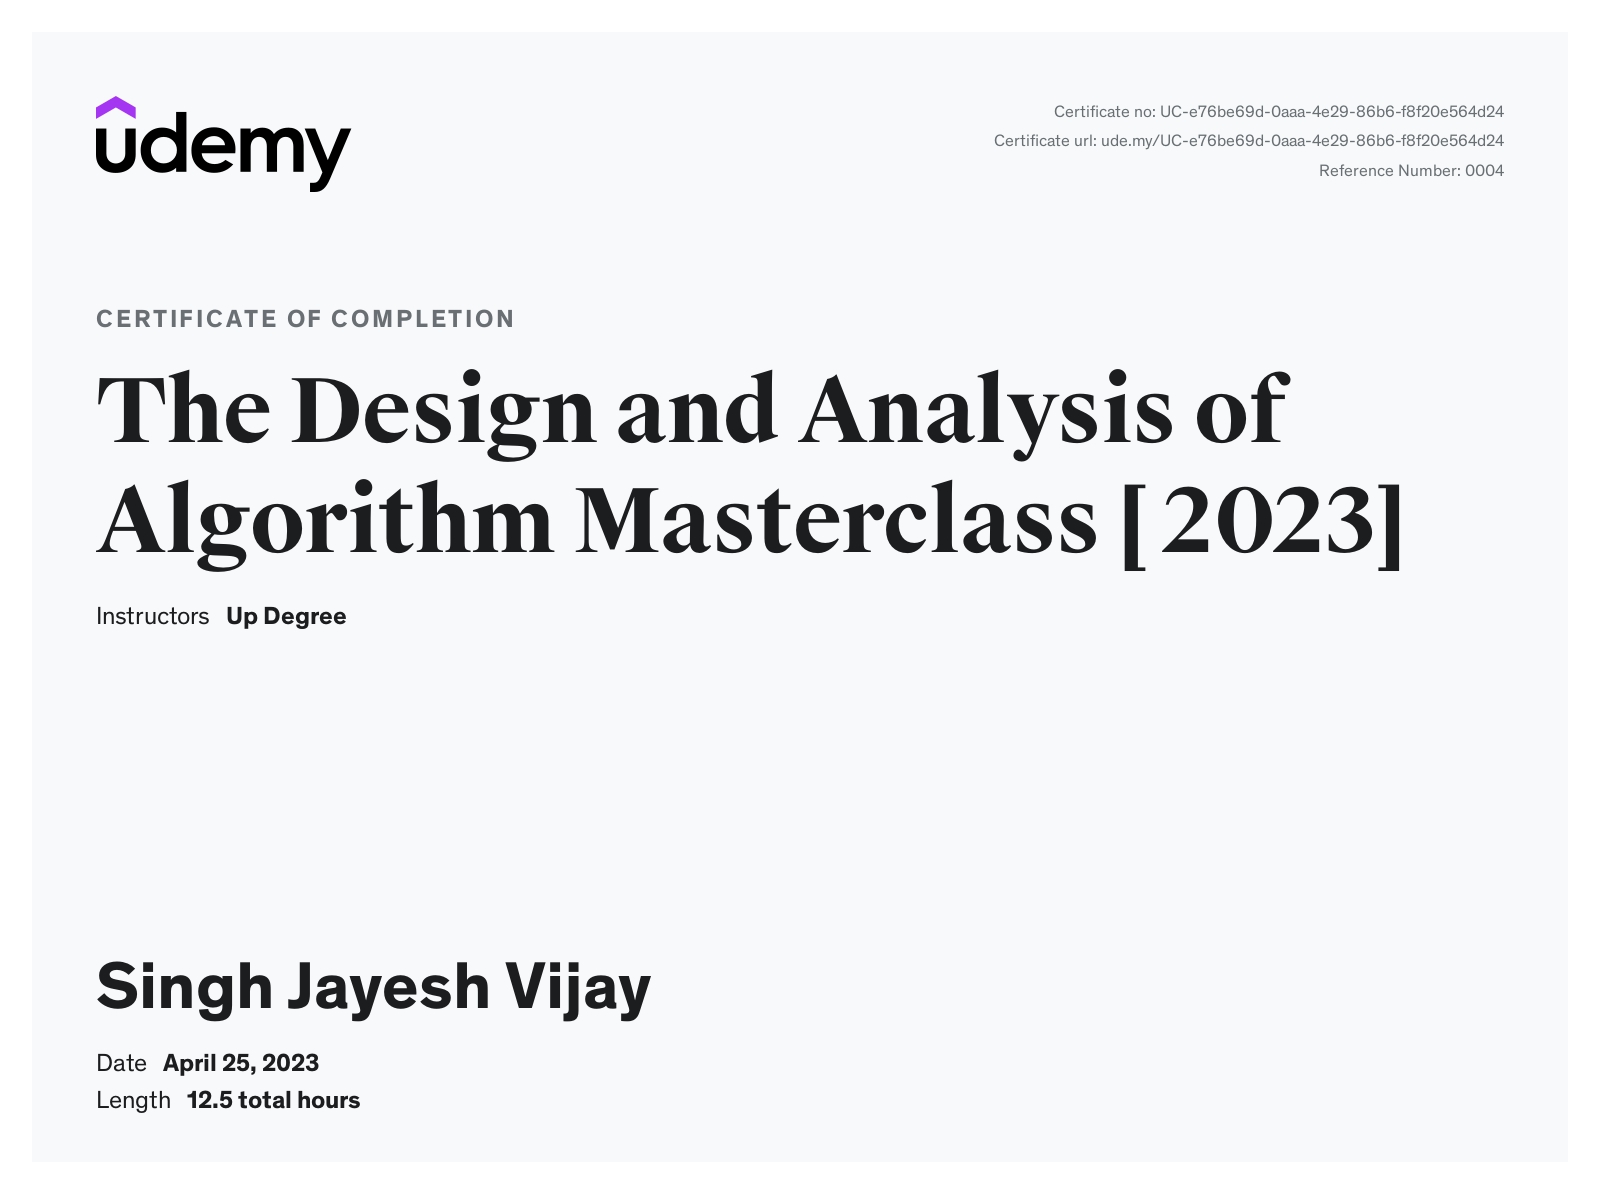 udemy
Certificate no: UC-e76be69d-0aaa-4e29-86b6-f8f20e564d24
Certificate url: ude.my/UC-e76be69d-0aaa-4e29-86b6-f8f20e564d24
Reference Number: 0004
CERTIFICATE OF COMPLETION
The Design and Analysis of
Algorithm Masterclass [ 2023]
Instructors Up Degree
Singh Jayesh Vijay
Date April 25, 2023
Length 12.5 total hours